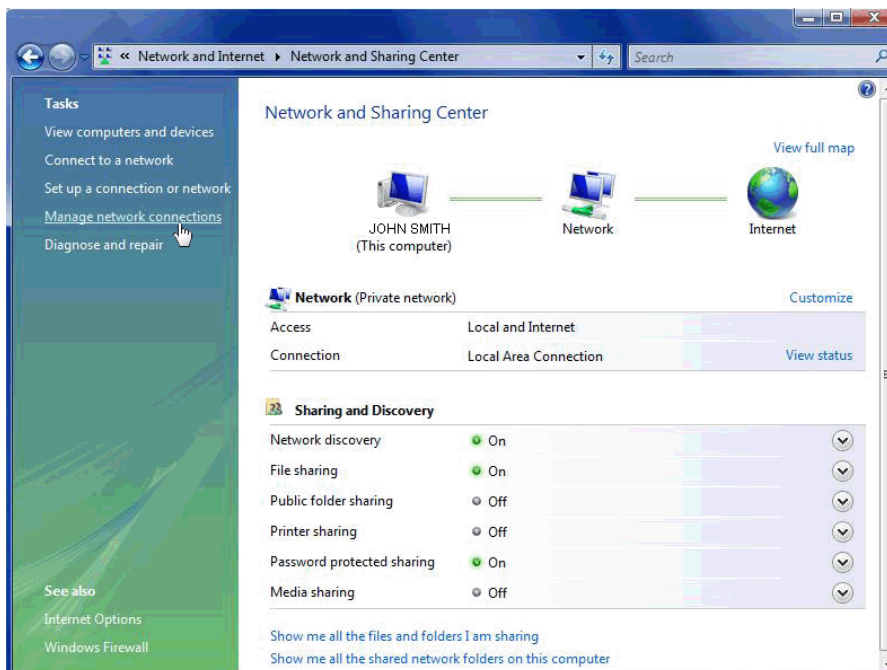 « Network and Internet ▸ Network and Sharing Center
Search
Tasks
View computers and devices
Connect to a network
Set up a connection or network
Manage network connections
Diagnose and repair
See also
Internet Options
Windows Firewall
Network and Sharing Center
View full map
JOHN SMITH
(This computer)
Network
Internet
Network (Private network)
Customize
Access Local and Internet
Connection Local Area Connection View status
Sharing and Discovery
Network discovery On
File sharing On
Public folder sharing Off
Printer sharing Off
Password protected sharing On
Media sharing Off
Show me all the files and folders I am sharing
Show me all the shared network folders on this computer